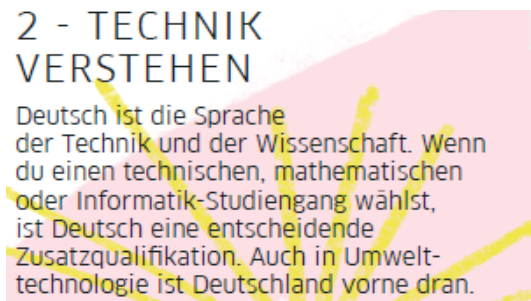 2 - TECHNIK
VERSTEHEN
Deutsch ist die Sprache
der Technik und der Wissenschaft. Wenn
du einen technischen, mathematischen
oder Informatik-Studiengang wählst,
ist Deutsch eine entscheidende
Zusatzqualifikation. Auch in Umwelt-
technologie ist Deutschland vorne dran.